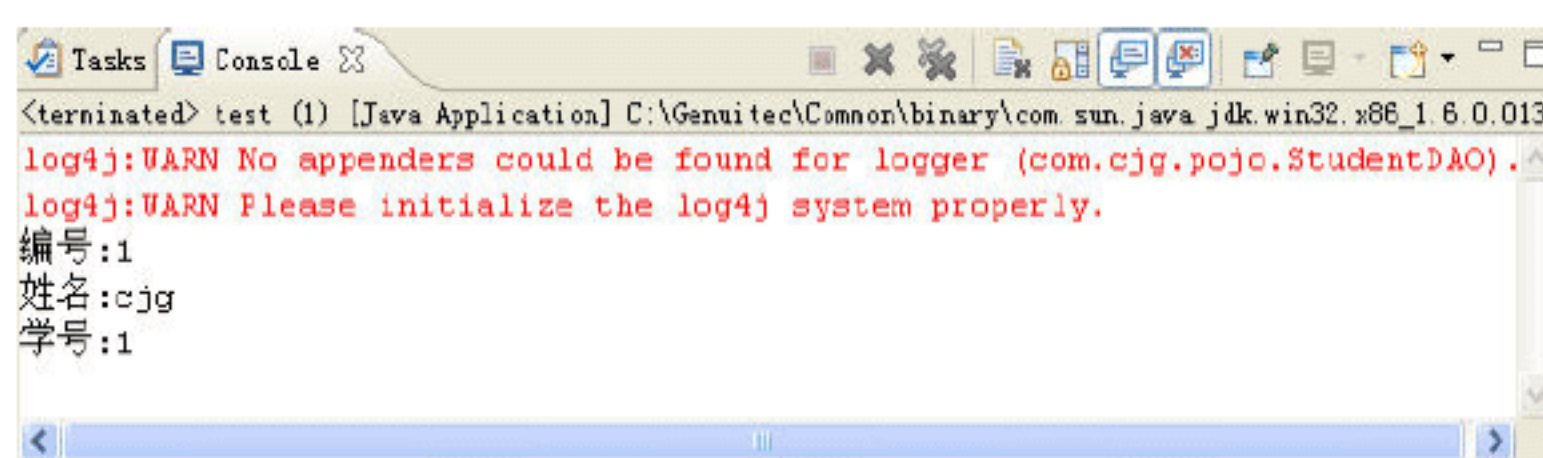 Tasks Console
<terminated> test (1) [Java Application] C:\Genuitec\Common\binary\com.sun.java.jdk.win32.x86_1.6.0.013
log4j:WARN No appenders could be found for logger (com.cjg.pojo.StudentDAO).
log4j:WARN Please initialize the log4j system properly.
编号:1
姓名:cjg
学号:1